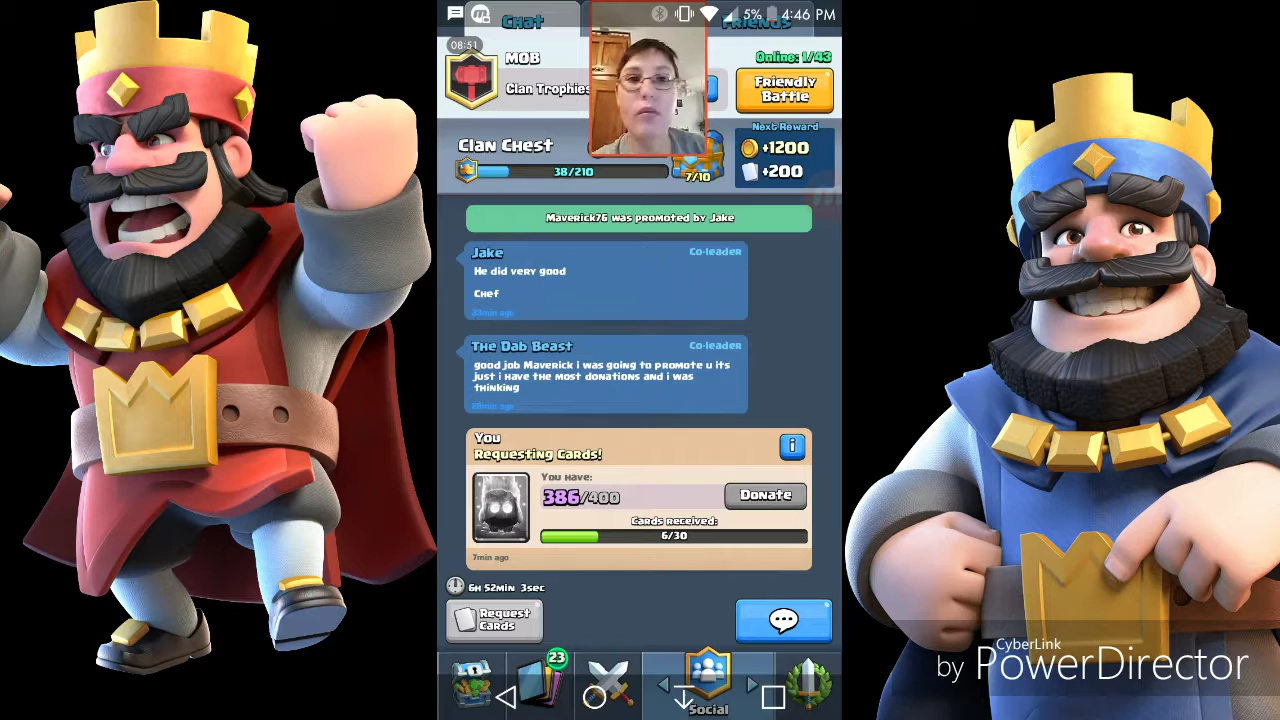 Chat
Friends
5% 4:46 PM
08:51
MOB
Clan Trophies
Online: 1/43
Friendly
Battle
Clan Chest
38/210
7/10
Next Reward
+1200
+200
Maverick76 was promoted by Jake
Jake
Co-leader
He did very good
Chef
23min ago
The Dab Beast
Co-leader
good job Maverick i was going to promote u its
just i have the most donations and i was
thinking
You
Requesting Cards!
i
You have:
386/400
Donate
Cards received:
6/30
7min ago
6H 52min 3sec
Request
Cards
23
Social
CyberLink
by PowerDirector